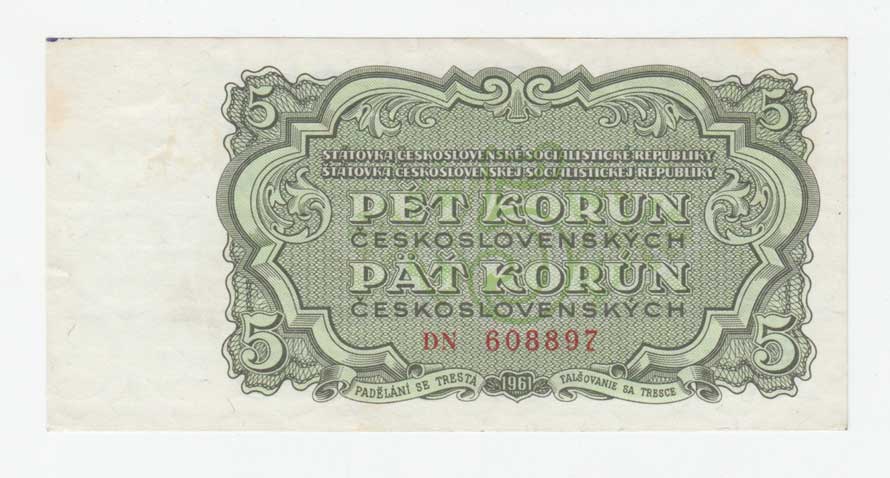 5 5
STÁTOVKA ČESKOSLOVENSKÉ SOCIALISTICKÉ REPUBLIKY
ŠTÁTOVKA ČESKOSLOVENSKEJ SOCIALISTICKEJ REPUBLIKY
PĚT KORUN
ČESKOSLOVENSKÝCH
PÄŤ KORÚN
ČESKOSLOVENSKÝCH
DN 608897
5 5
PADĚLÁNÍ SE TRESTÁ 1961 FALŠOVANIE SA TRESCE